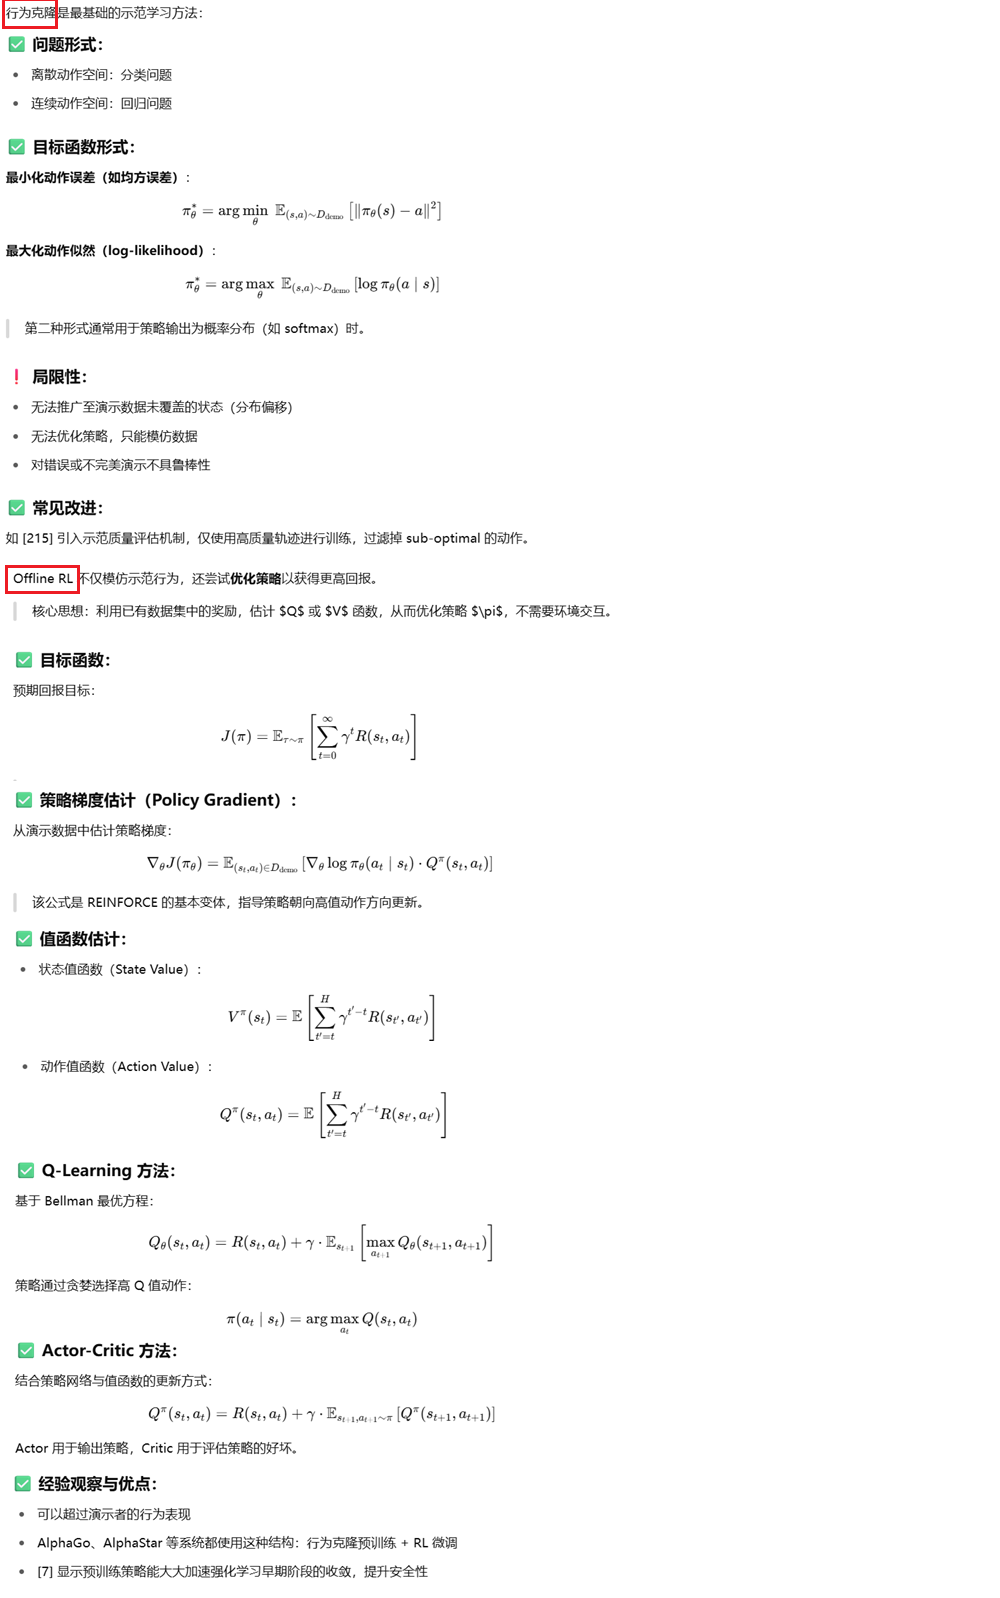 行为克隆是最基础的示范学习方法：
✅ 问题形式：
• 离散动作空间：分类问题
• 连续动作空间：回归问题
✅ 目标函数形式：
最小化动作误差（如均方误差）：
$\pi_\theta^* = \arg\min_\theta \mathbb{E}_{(s,a)\sim D_{\text{demo}}} \left[ \|\pi_\theta(s) - a\|^2 \right]$
最大化动作似然（log-likelihood）：
$\pi_\theta^* = \arg\max_\theta \mathbb{E}_{(s,a)\sim D_{\text{demo}}} \left[ \log \pi_\theta(a \mid s) \right]$
第二种形式通常用于策略输出为概率分布（如 softmax）时。
❗ 局限性：
• 无法推广至演示数据未覆盖的状态（分布偏移）
• 无法优化策略，只能模仿数据
• 对错误或不完美演示不具鲁棒性
✅ 常见改进：
如 [215] 引入示范质量评估机制，仅使用高质量轨迹进行训练，过滤掉 sub-optimal 的动作。
Offline RL 不仅模仿示范行为，还尝试优化策略以获得更高回报。
核心思想：利用已有数据集中的奖励，估计 $Q$ 或 $V$ 函数，从而优化策略 $\pi$，不需要环境交互。
✅ 目标函数：
预期回报目标：
$J(\pi) = \mathbb{E}_{\tau\sim\pi} \left[ \sum_{t=0}^{\infty} \gamma^t R(s_t, a_t) \right]$
✅ 策略梯度估计（Policy Gradient）：
从演示数据中估计策略梯度：
$\nabla_\theta J(\pi_\theta) = \mathbb{E}_{(s_t,a_t)\in D_{\text{demo}}} \left[ \nabla_\theta \log \pi_\theta(a_t \mid s_t) \cdot Q^\pi(s_t, a_t) \right]$
该公式是 REINFORCE 的基本变体，指导策略朝向高值动作方向更新。
✅ 值函数估计：
• 状态值函数（State Value）：
$V^\pi(s_t) = \mathbb{E} \left[ \sum_{t'=t}^{H} \gamma^{t'-t} R(s_{t'}, a_{t'}) \right]$
• 动作值函数（Action Value）：
$Q^\pi(s_t, a_t) = \mathbb{E} \left[ \sum_{t'=t}^{H} \gamma^{t'-t} R(s_{t'}, a_{t'}) \right]$
✅ Q-Learning 方法：
基于 Bellman 最优方程：
$Q_\theta(s_t, a_t) = R(s_t, a_t) + \gamma \cdot \mathbb{E}_{s_{t+1}} \left[ \max_{a_{t+1}} Q_\theta(s_{t+1}, a_{t+1}) \right]$
策略通过贪婪选择高 Q 值动作：
$\pi(a_t \mid s_t) = \arg\max_{a_t} Q(s_t, a_t)$
✅ Actor-Critic 方法：
结合策略网络与值函数的更新方式：
$Q^\pi(s_t, a_t) = R(s_t, a_t) + \gamma \cdot \mathbb{E}_{s_{t+1},a_{t+1}\sim\pi} \left[ Q^\pi(s_{t+1}, a_{t+1}) \right]$
Actor 用于输出策略，Critic 用于评估策略的好坏。
✅ 经验观察与优点：
• 可以超过演示者的行为表现
• AlphaGo、AlphaStar 等系统都使用这种结构：行为克隆预训练 + RL 微调
• [7] 显示预训练策略能大大加速强化学习早期阶段的收敛，提升安全性